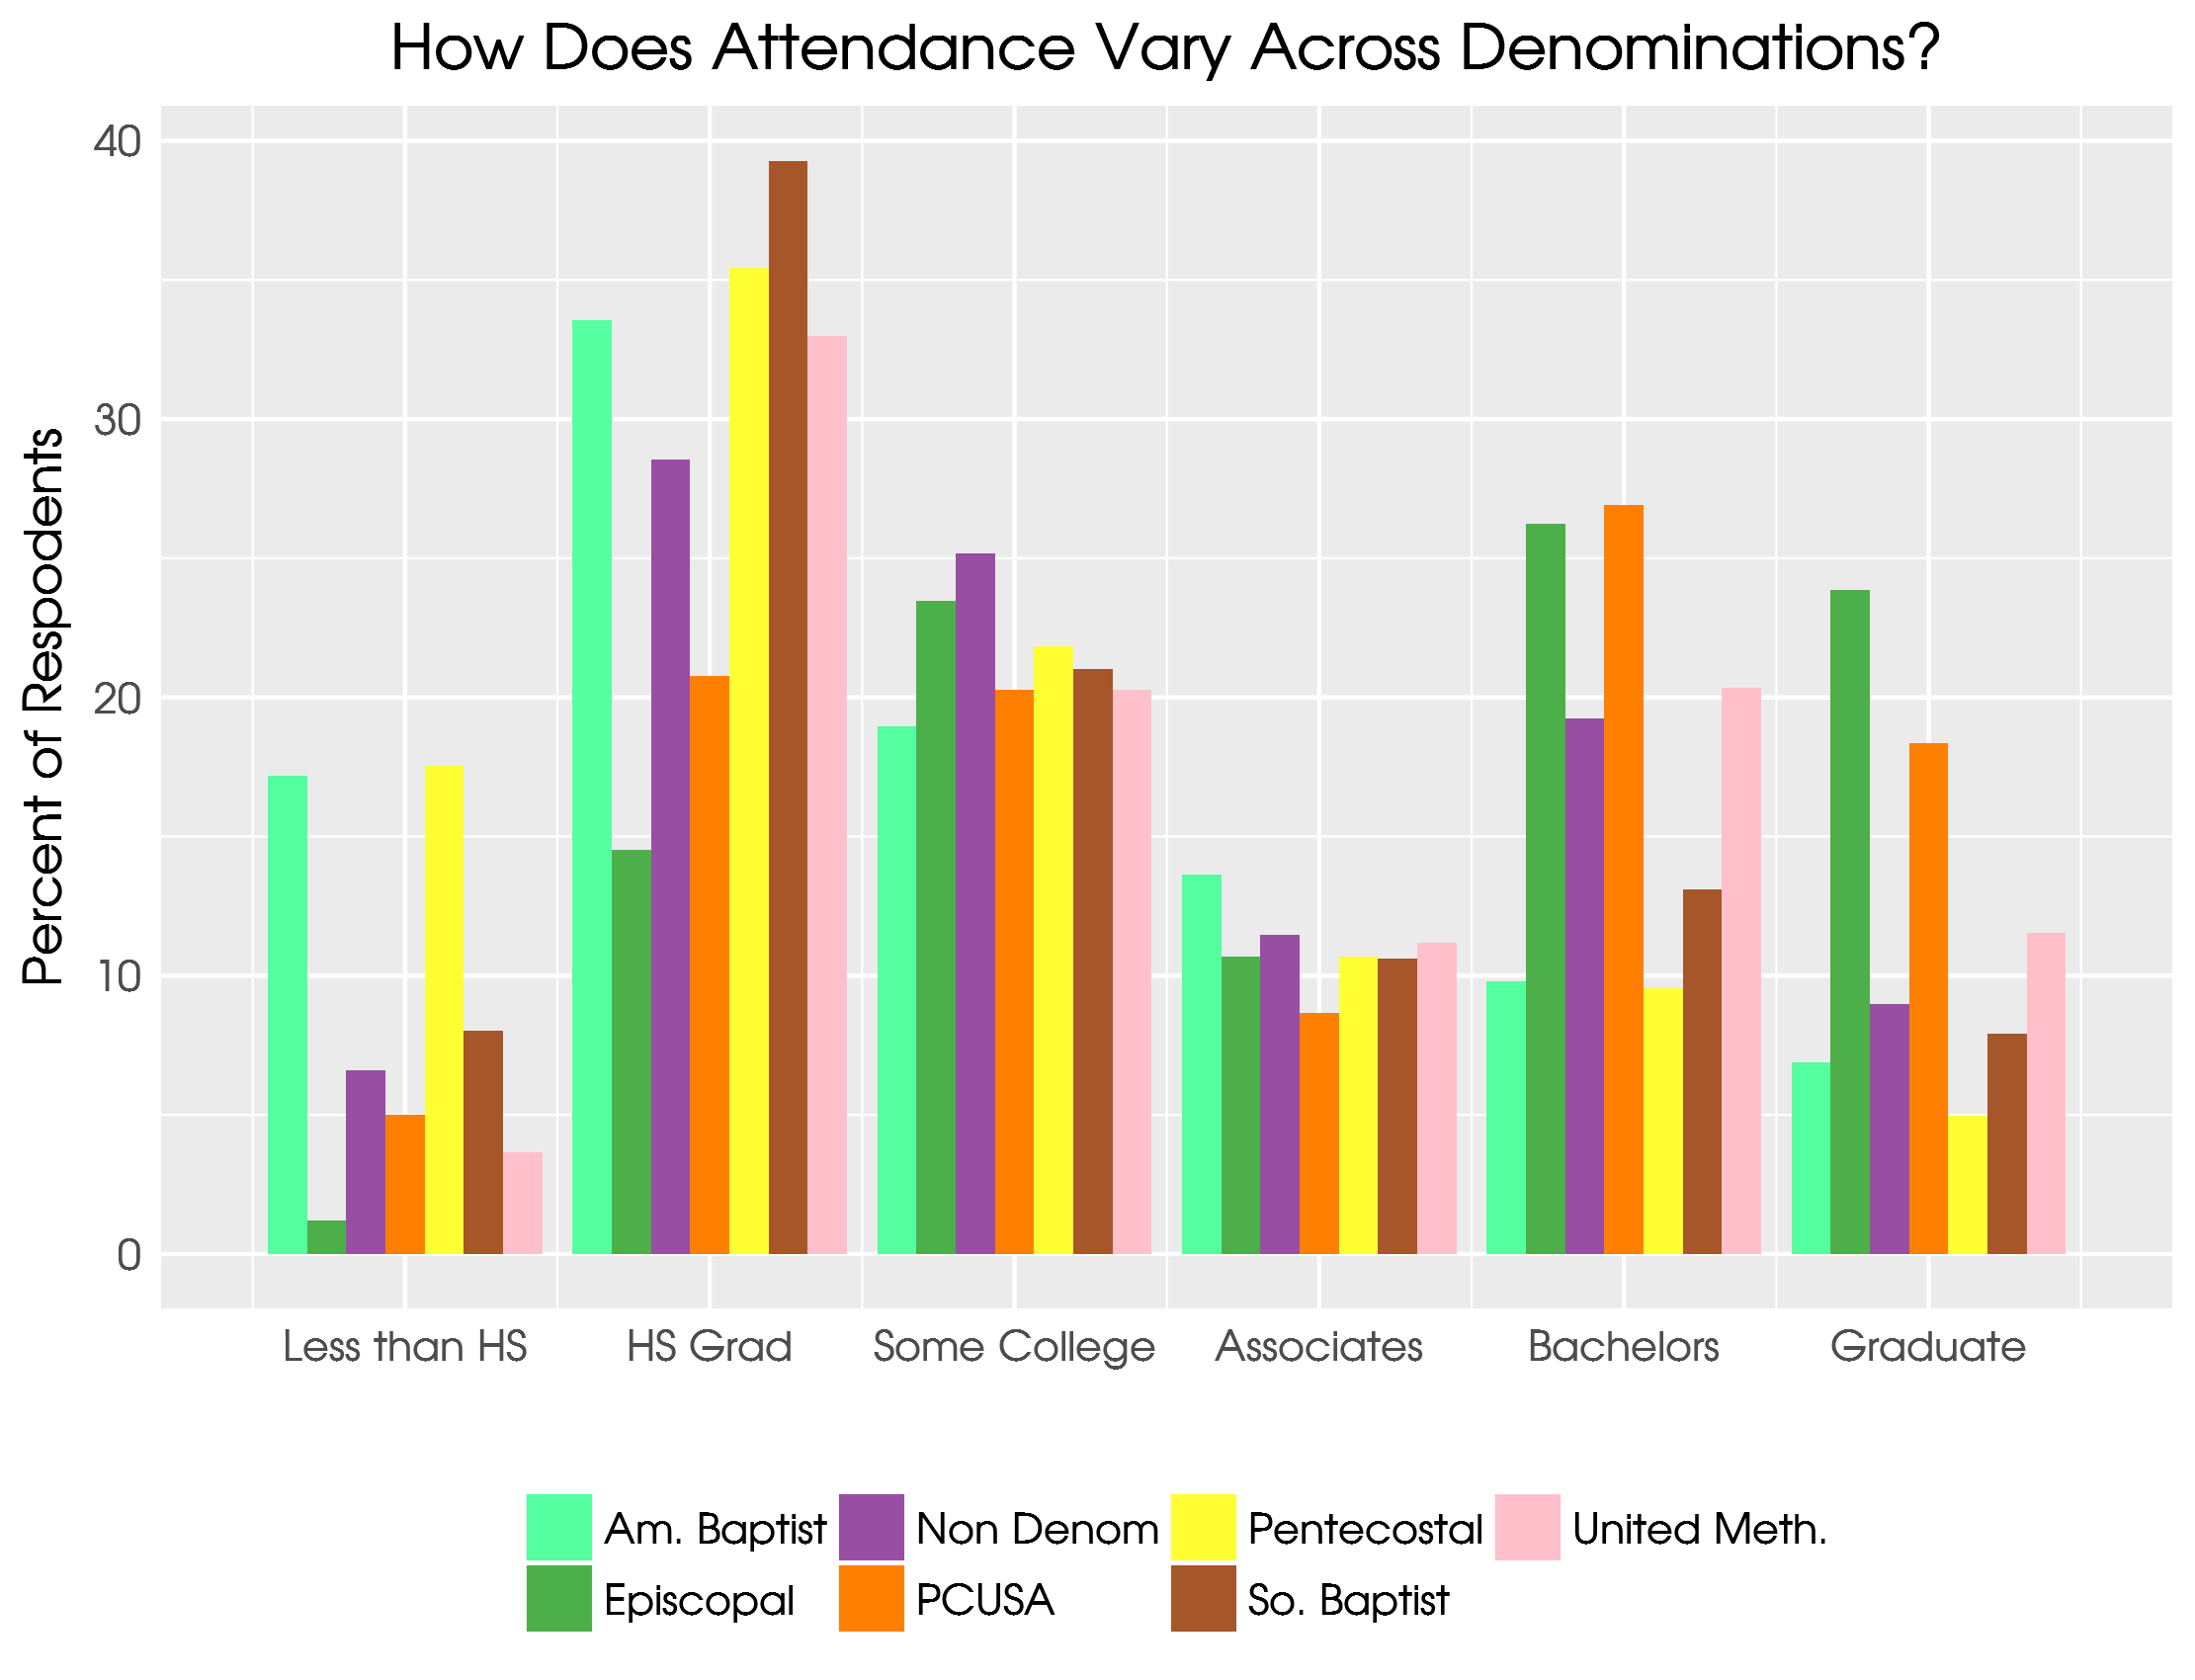 How Does Attendance Vary Across Denominations?
Percent of Respodents
40
30
20
10
0
Less than HS HS Grad Some College Associates Bachelors Graduate
Am. Baptist Non Denom Pentecostal United Meth.
Episcopal PCUSA So. Baptist